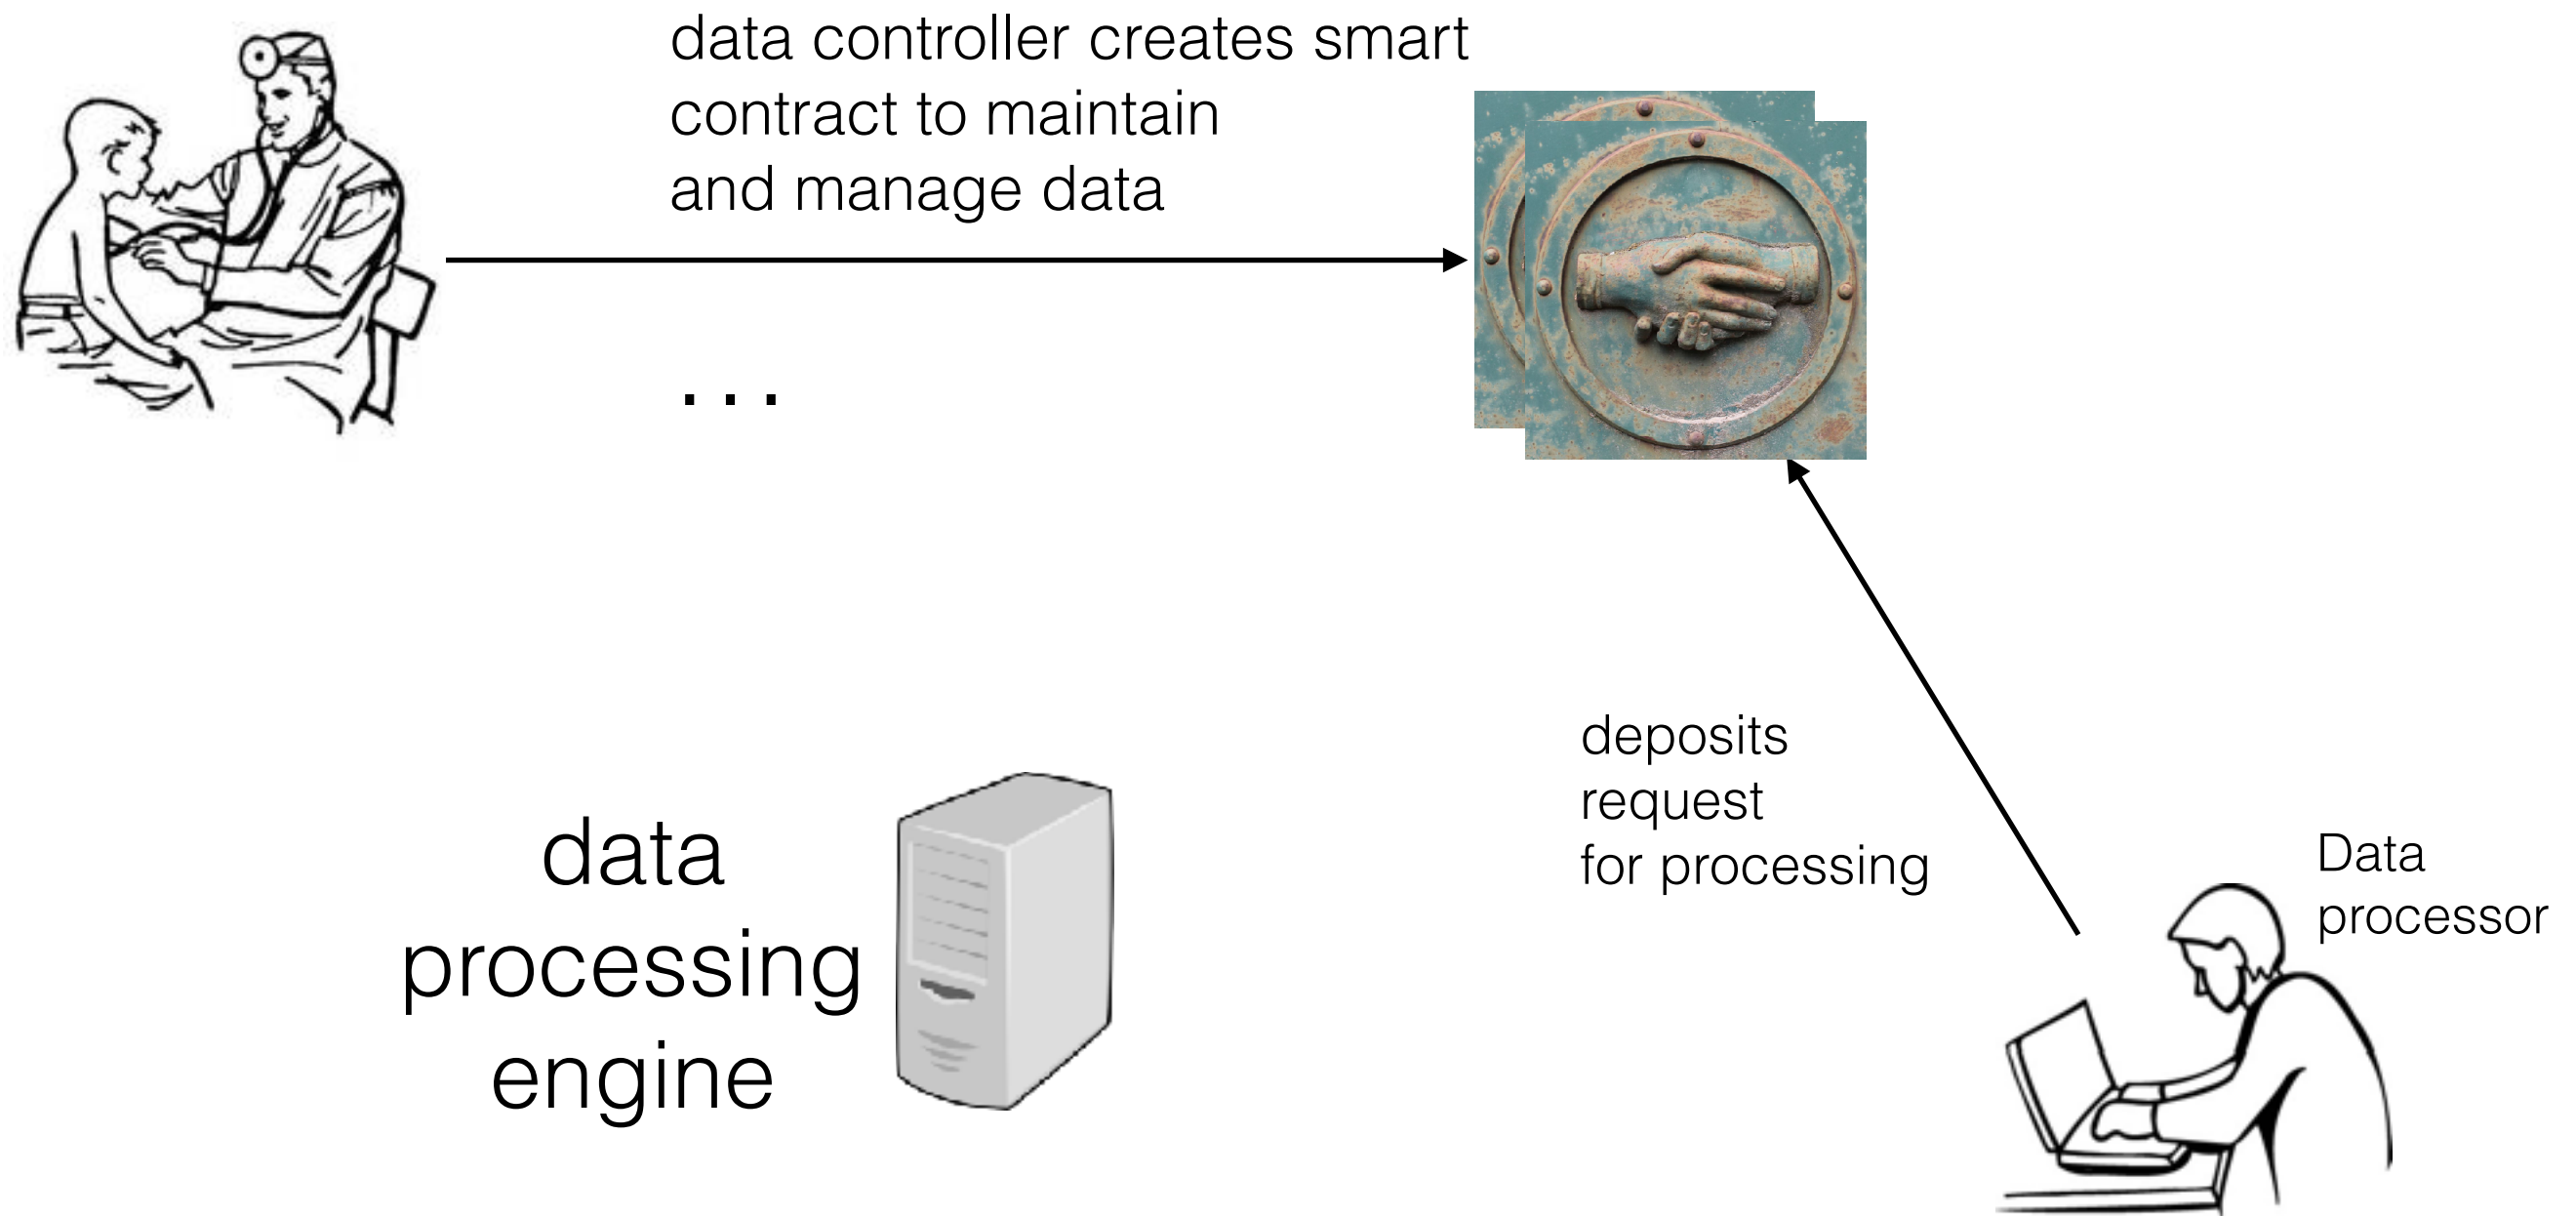 data controller creates smart
contract to maintain
and manage data
...
deposits
request
for processing
data
processing
engine
Data
processor